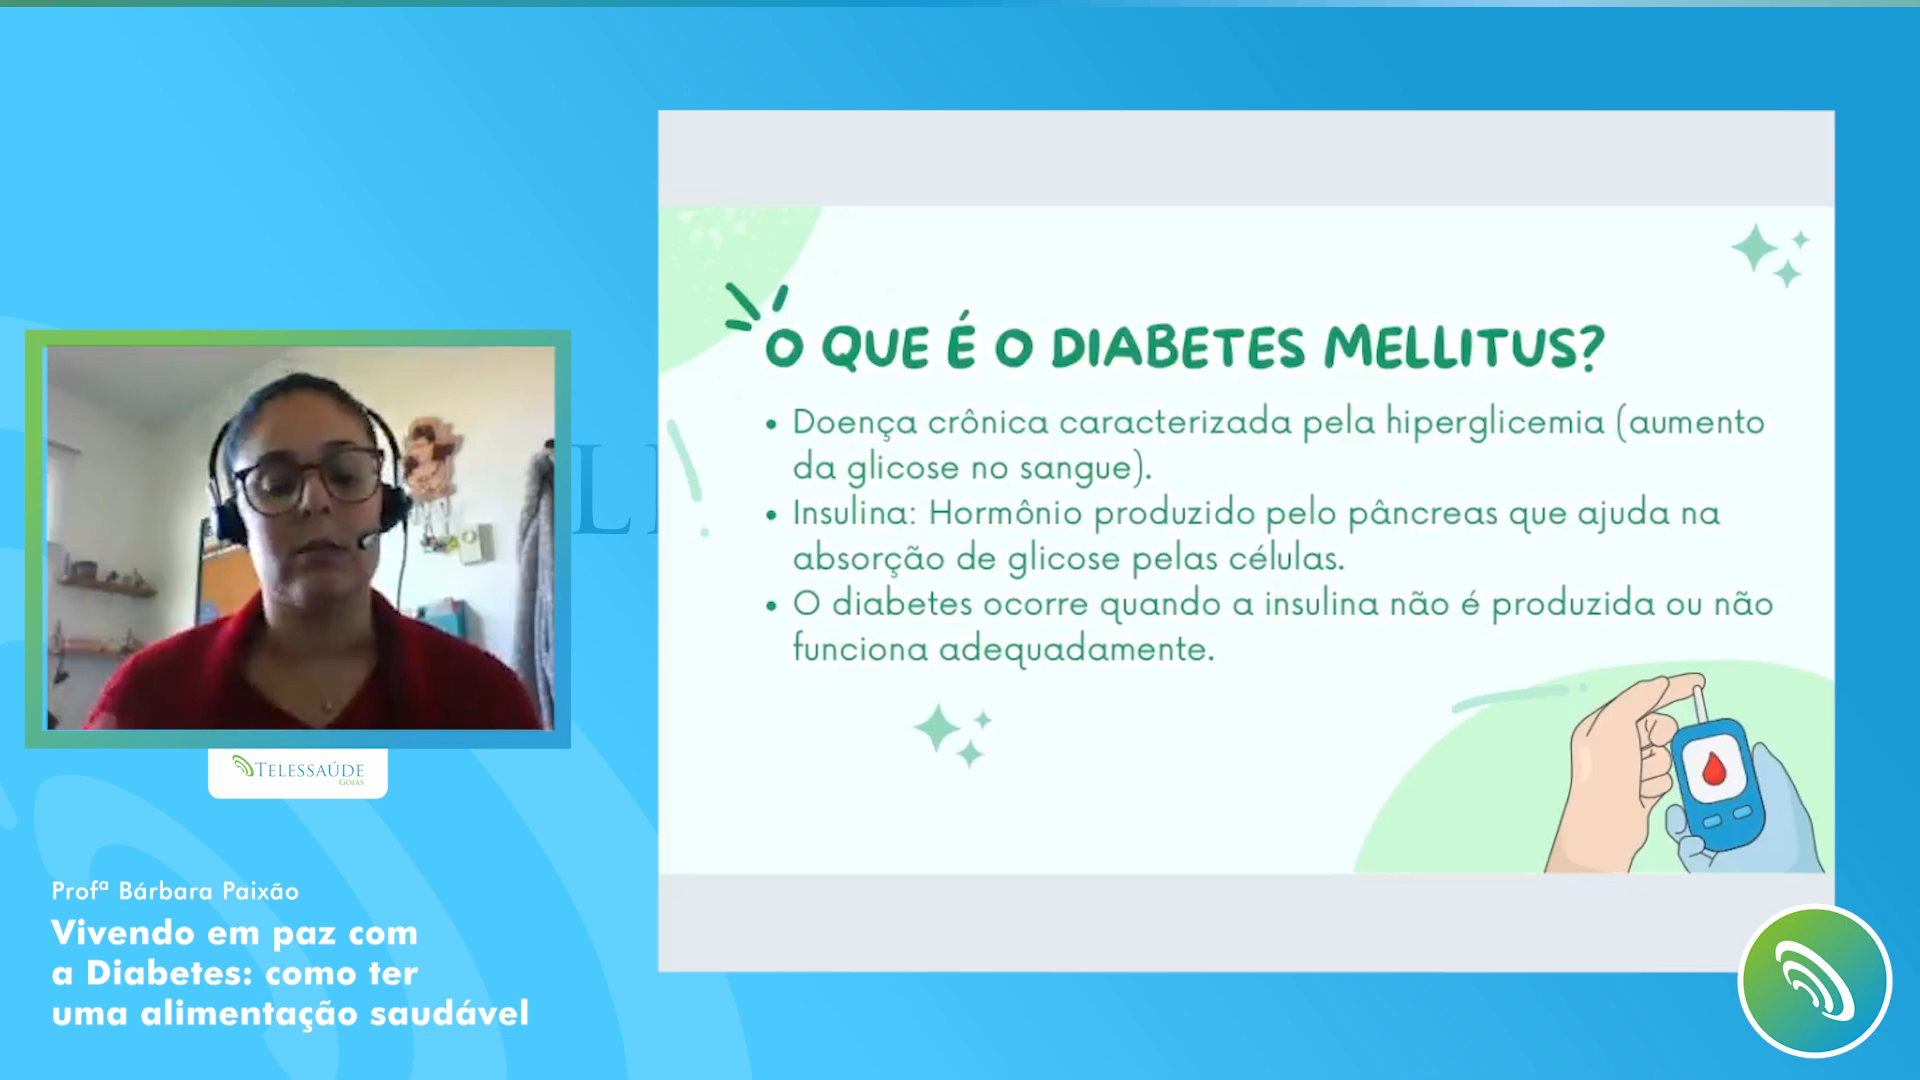 O QUE É O DIABETES MELLITUS?
• Doença crônica caracterizada pela hiperglicemia (aumento
da glicose no sangue).
• Insulina: Hormônio produzido pelo pâncreas que ajuda na
absorção de glicose pelas células.
• O diabetes ocorre quando a insulina não é produzida ou não
funciona adequadamente.
TELESSAÚDE
GOIÁS
Profª Bárbara Paixão
Vivendo em paz com
a Diabetes: como ter
uma alimentação saudável